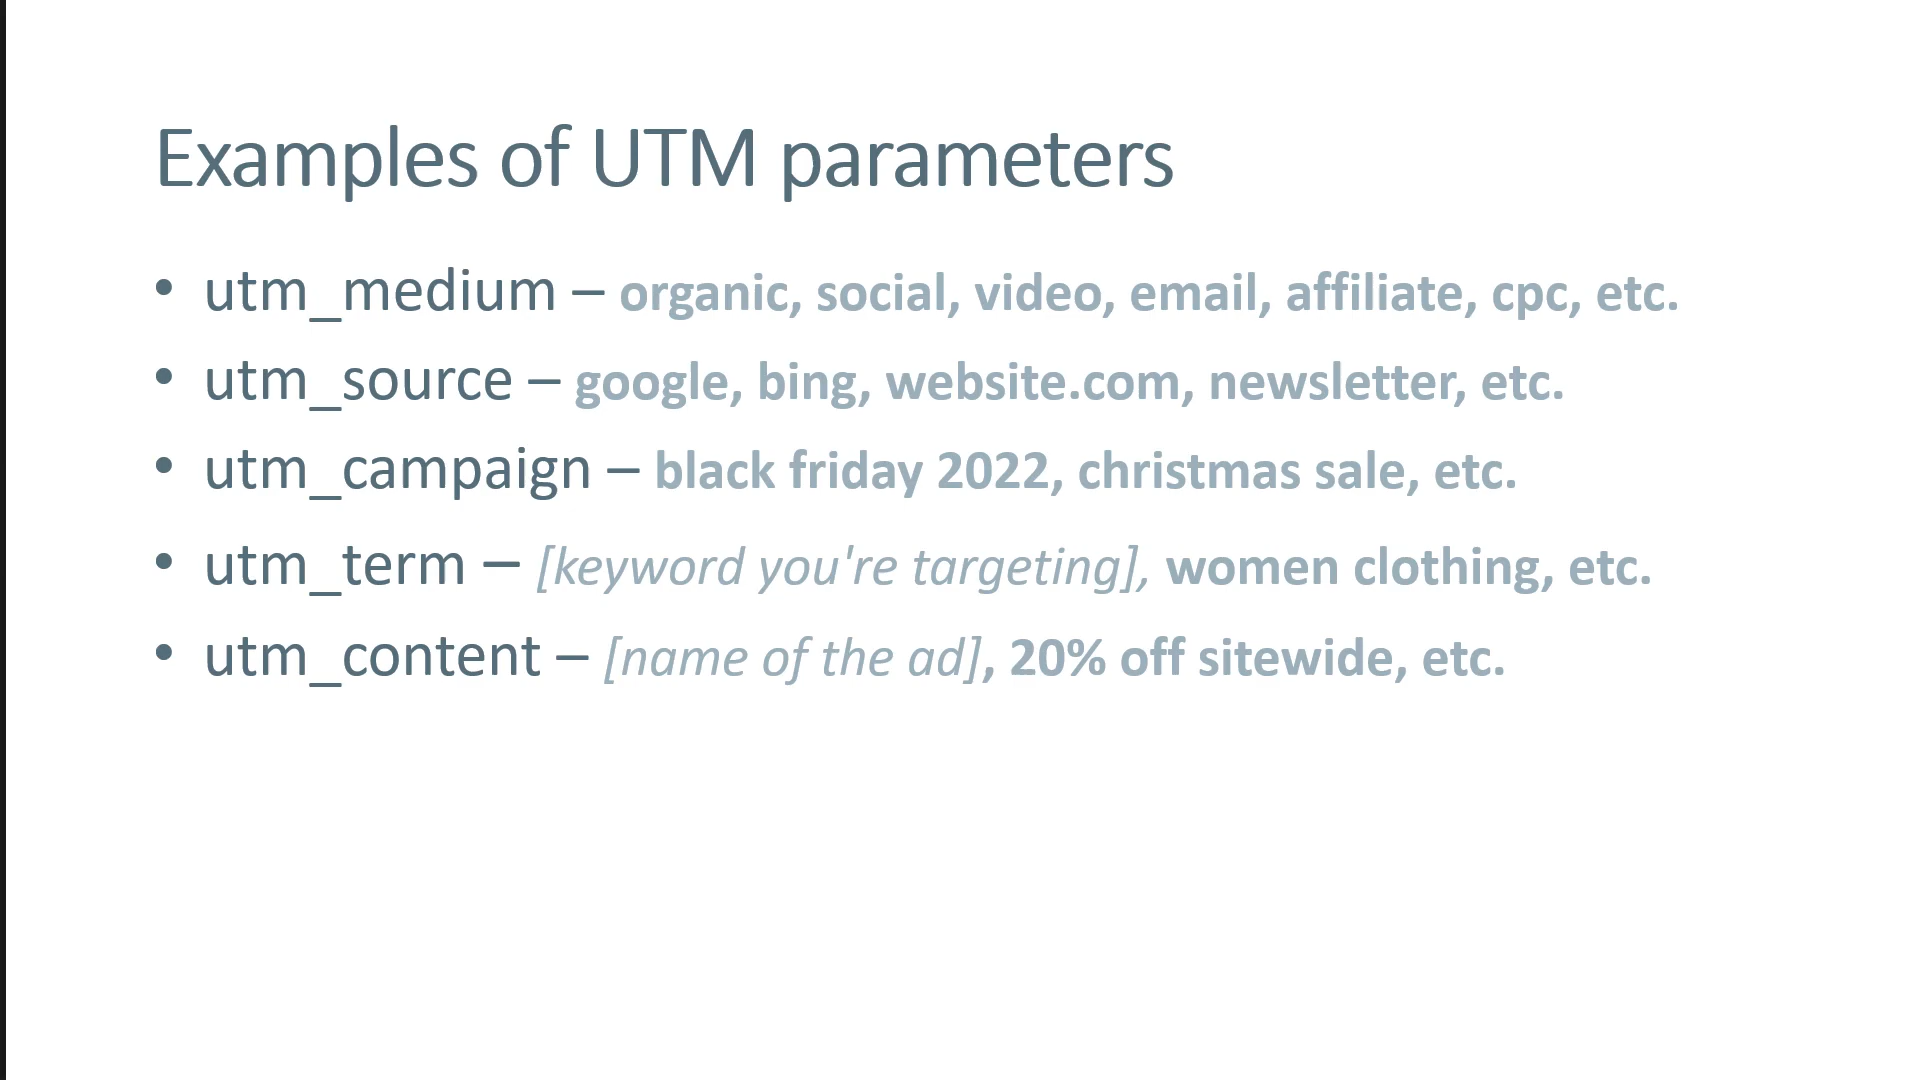 Examples of UTM parameters
• utm_medium – organic, social, video, email, affiliate, cpc, etc.
• utm_source – google, bing, website.com, newsletter, etc.
• utm_campaign – black friday 2022, christmas sale, etc.
• utm_term – [keyword you're targeting], women clothing, etc.
• utm_content – [name of the ad], 20% off sitewide, etc.